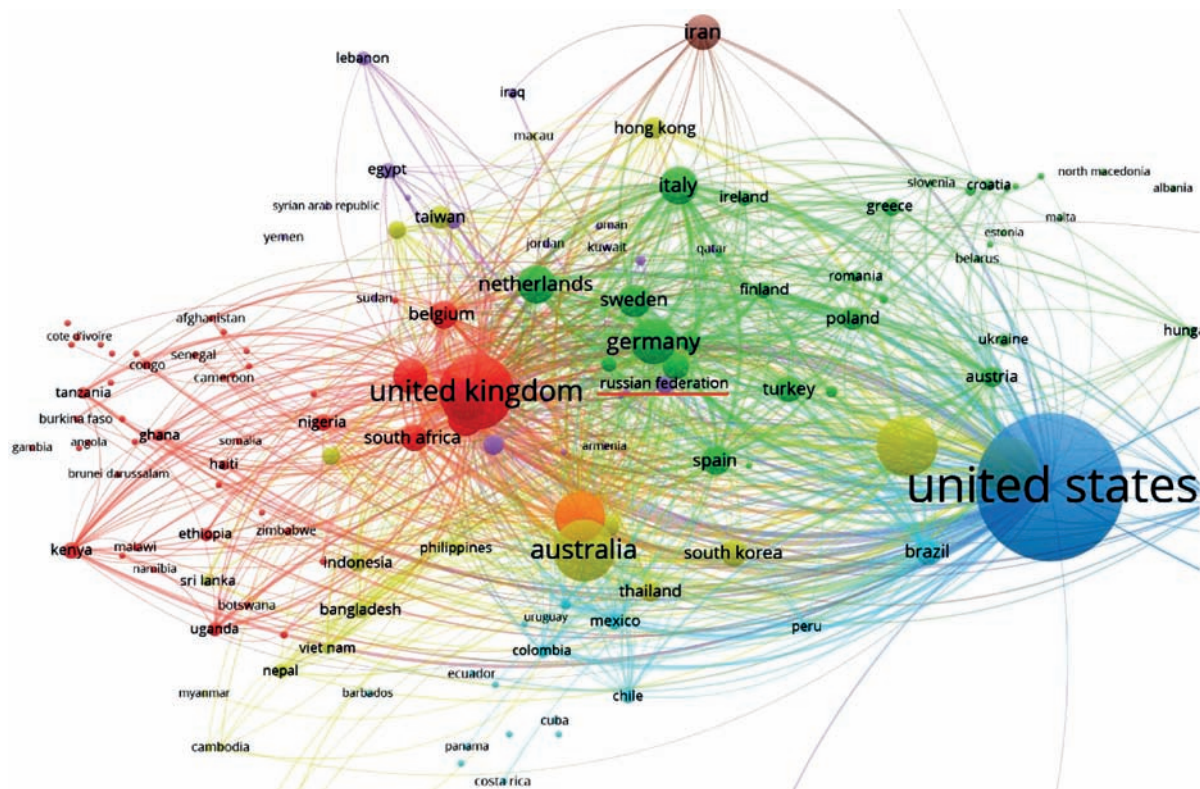 iran
lebanon
iraq
macau
hong kong
egypt
italy
ireland
slovenia
croatia
north macedonia
albania
syrian arab republic
taiwan
greece
malta
yemen
oman
jordan
kuwait
qatar
estonia
belarus
netherlands
romania
sudan
sweden
finland
belgium
poland
afghanistan
cote d'ivoire
germany
ukraine
hunga
senegal
congo
cameroon
united kingdom
russian federation
turkey
austria
tanzania
burkina faso
nigeria
ghana
south africa
gambia
angola
somalia
armenia
haiti
spain
brunei darussalam
united states
ethiopia
zimbabwe
kenya
malawi
philippines
australia
south korea
brazil
namibia
indonesia
sri lanka
thailand
botswana
bangladesh
uruguay
mexico
uganda
peru
viet nam
colombia
nepal
ecuador
myanmar
barbados
chile
cuba
cambodia
panama
costa rica